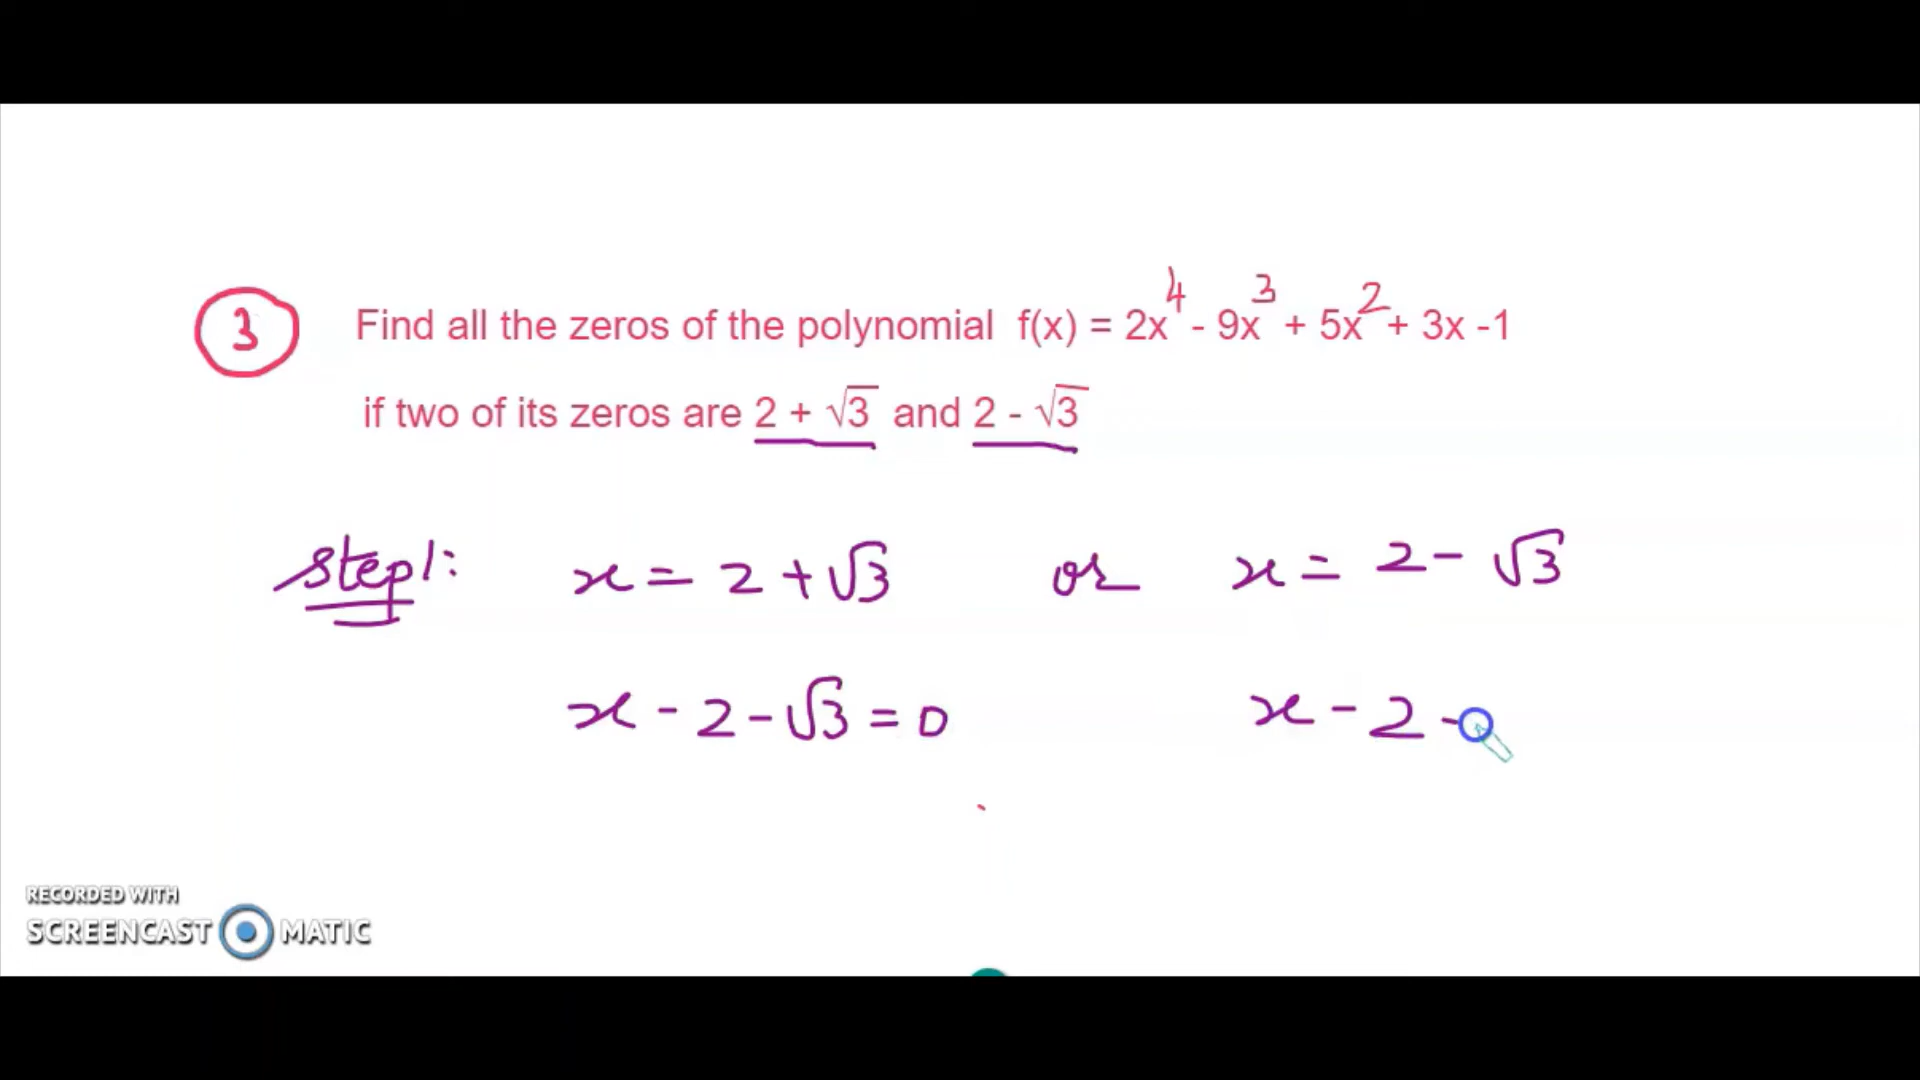 3 Find all the zeros of the polynomial f(x) = 2x⁴ - 9x³ + 5x² + 3x -1
if two of its zeros are 2 + √3 and 2 - √3
Step1: x = 2 + √3 or x = 2 - √3
x - 2 - √3 = 0 x - 2 -
RECORDED WITH
SCREENCAST MATIC